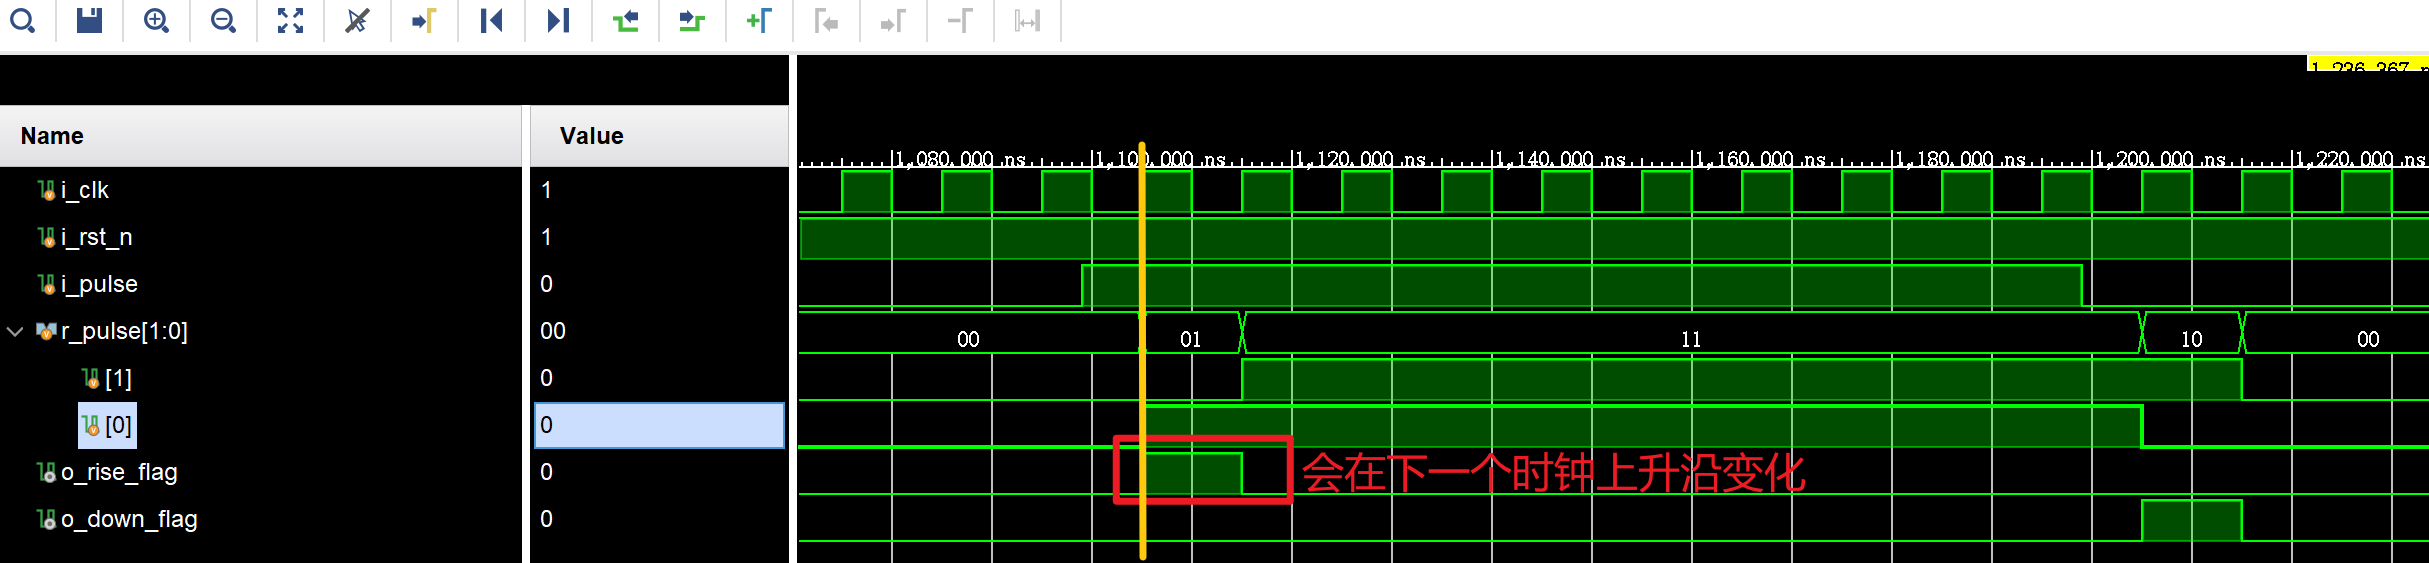 1,236.367 n
Name Value
1,080.000 ns 1,100.000 ns 1,120.000 ns 1,140.000 ns 1,160.000 ns 1,180.000 ns 1,200.000 ns 1,220.000 ns
i_clk 1
i_rst_n 1
i_pulse 0
r_pulse[1:0] 00 00 01 11 10 00
[1] 0
[0] 0
o_rise_flag 0 会在下一个时钟上升沿变化
o_down_flag 0